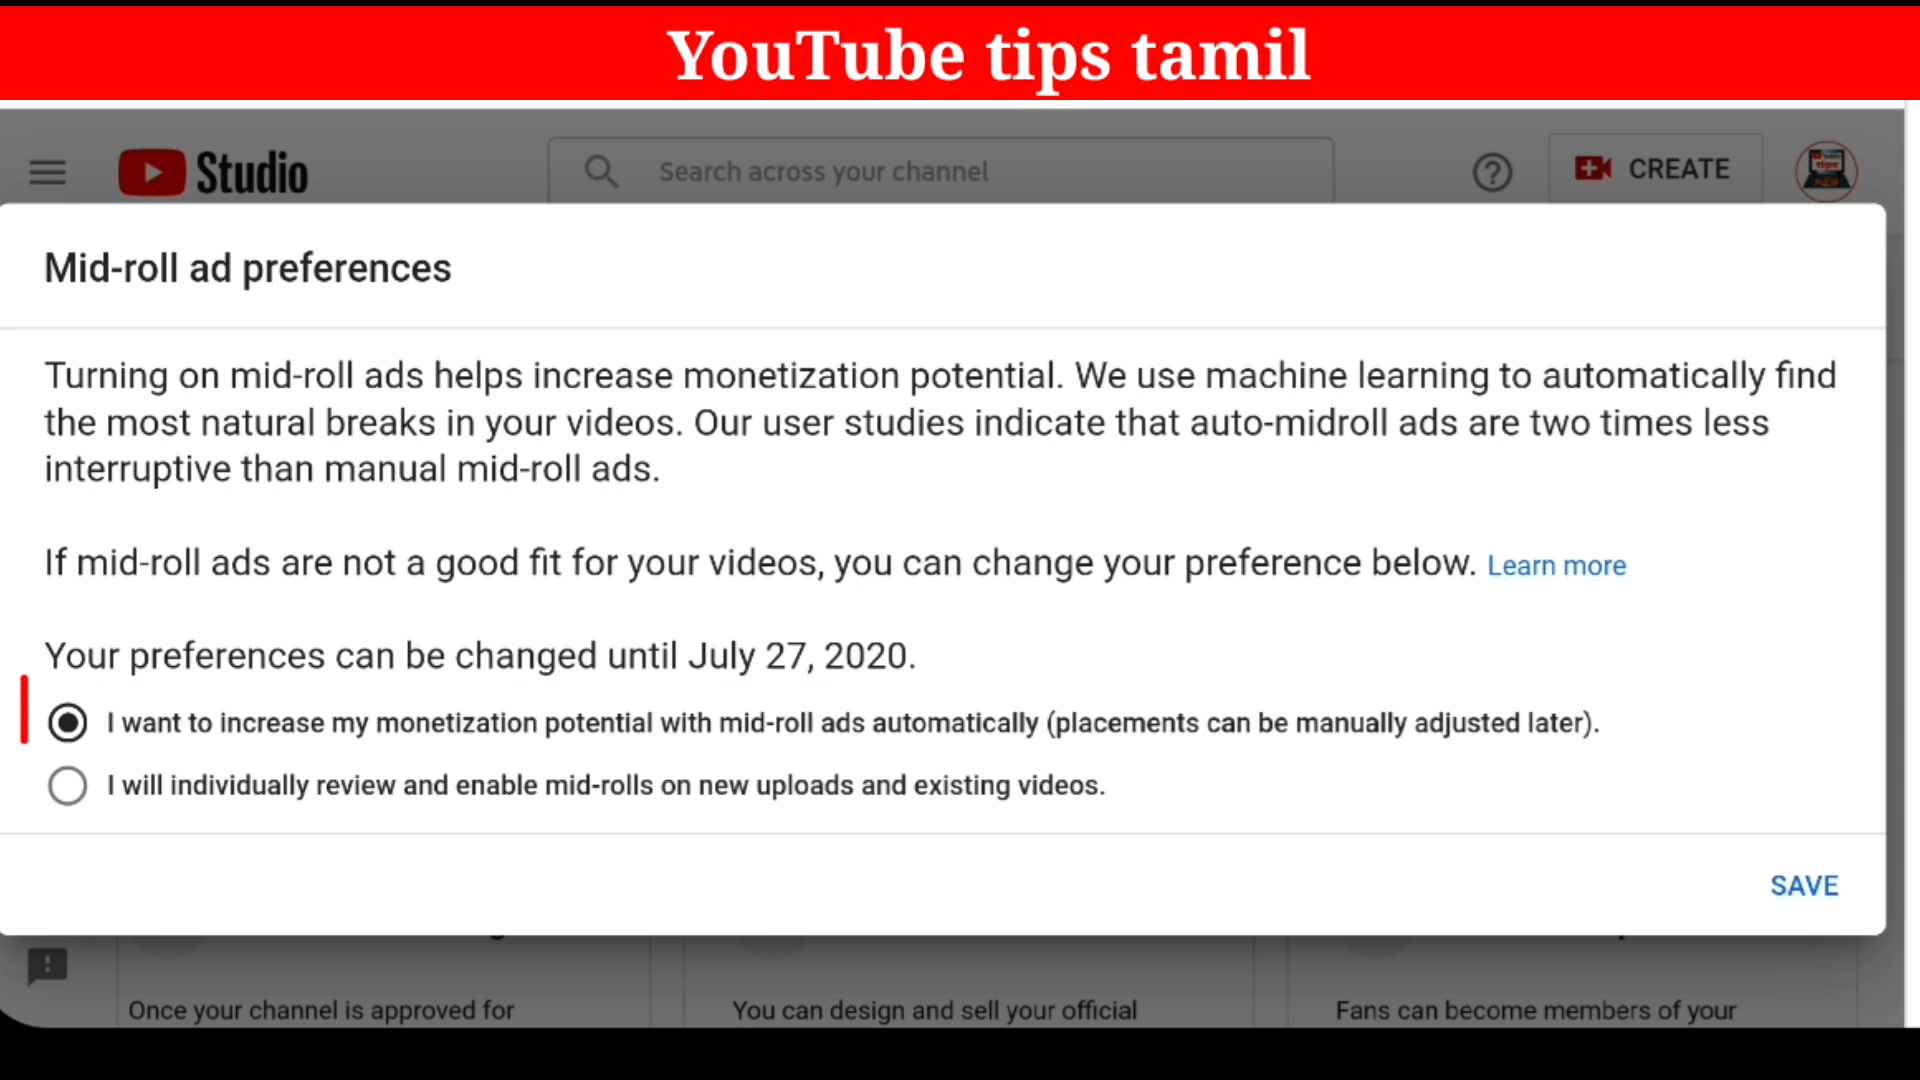 YouTube tips tamil
Studio
Search across your channel
CREATE
Mid-roll ad preferences
Turning on mid-roll ads helps increase monetization potential. We use machine learning to automatically find
the most natural breaks in your videos. Our user studies indicate that auto-midroll ads are two times less
interruptive than manual mid-roll ads.
If mid-roll ads are not a good fit for your videos, you can change your preference below. Learn more
Your preferences can be changed until July 27, 2020.
I want to increase my monetization potential with mid-roll ads automatically (placements can be manually adjusted later).
I will individually review and enable mid-rolls on new uploads and existing videos.
SAVE
Once your channel is approved for
You can design and sell your official
Fans can become members of your